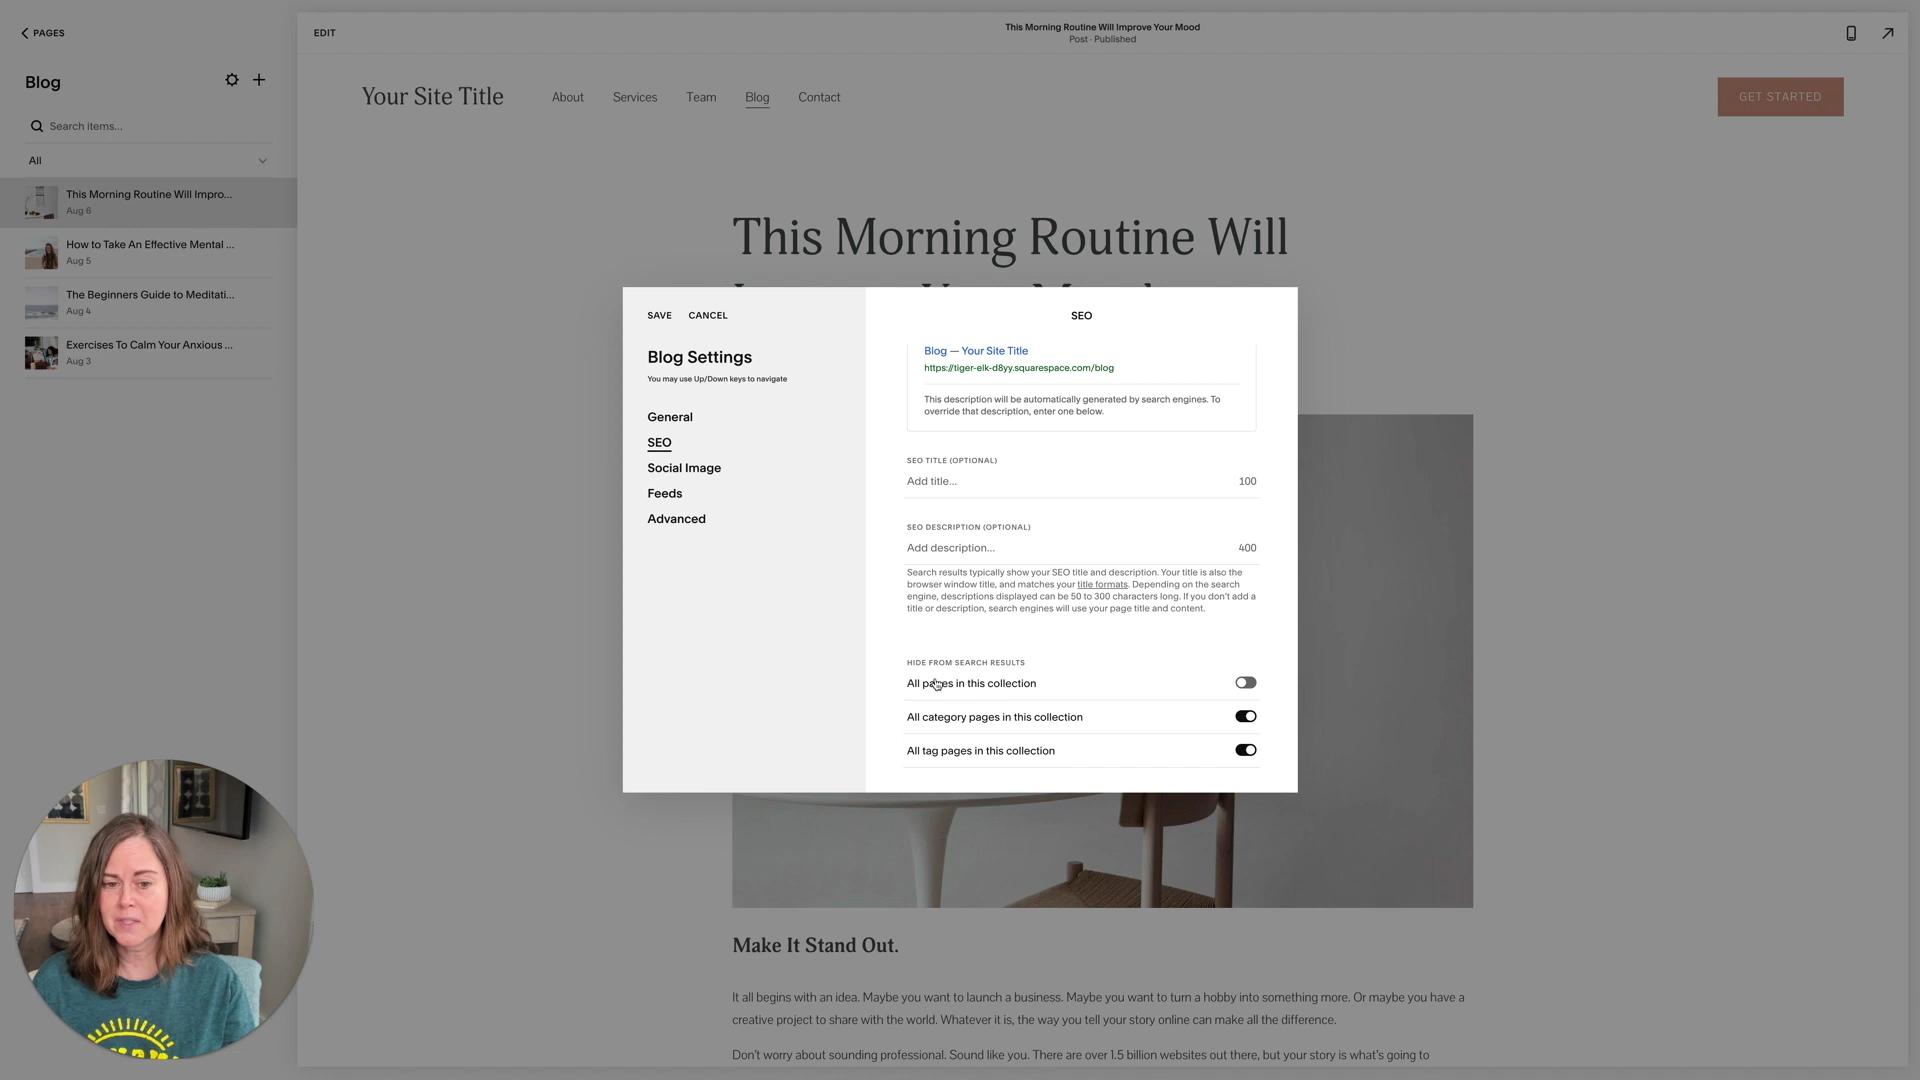 PAGES
Blog
Search items...
All
This Morning Routine Will Impro...
Aug 6
How to Take An Effective Mental ...
Aug 5
The Beginners Guide to Meditati...
Aug 4
Exercises To Calm Your Anxious ...
Aug 3
EDIT
This Morning Routine Will Improve Your Mood
Post · Published
Your Site Title
About
Services
Team
Blog
Contact
GET STARTED
This Morning Routine Will
SAVE
CANCEL
Blog Settings
You may use Up/Down keys to navigate
General
SEO
Social Image
Feeds
Advanced
SEO
Blog — Your Site Title
https://tiger-elk-d8yy.squarespace.com/blog
This description will be automatically generated by search engines. To
override that description, enter one below.
SEO TITLE (OPTIONAL)
Add title...
100
SEO DESCRIPTION (OPTIONAL)
Add description...
400
Search results typically show your SEO title and description. Your title is also the
browser window title, and matches your title formats. Depending on the search
engine, descriptions displayed can be 50 to 300 characters long. If you don't add a
title or description, search engines will use your page title and content.
HIDE FROM SEARCH RESULTS
All pages in this collection
All category pages in this collection
All tag pages in this collection
Make It Stand Out.
It all begins with an idea. Maybe you want to launch a business. Maybe you want to turn a hobby into something more. Or maybe you have a
creative project to share with the world. Whatever it is, the way you tell your story online can make all the difference.
Don't worry about sounding professional. Sound like you. There are over 1.5 billion websites out there, but your story is what's going to